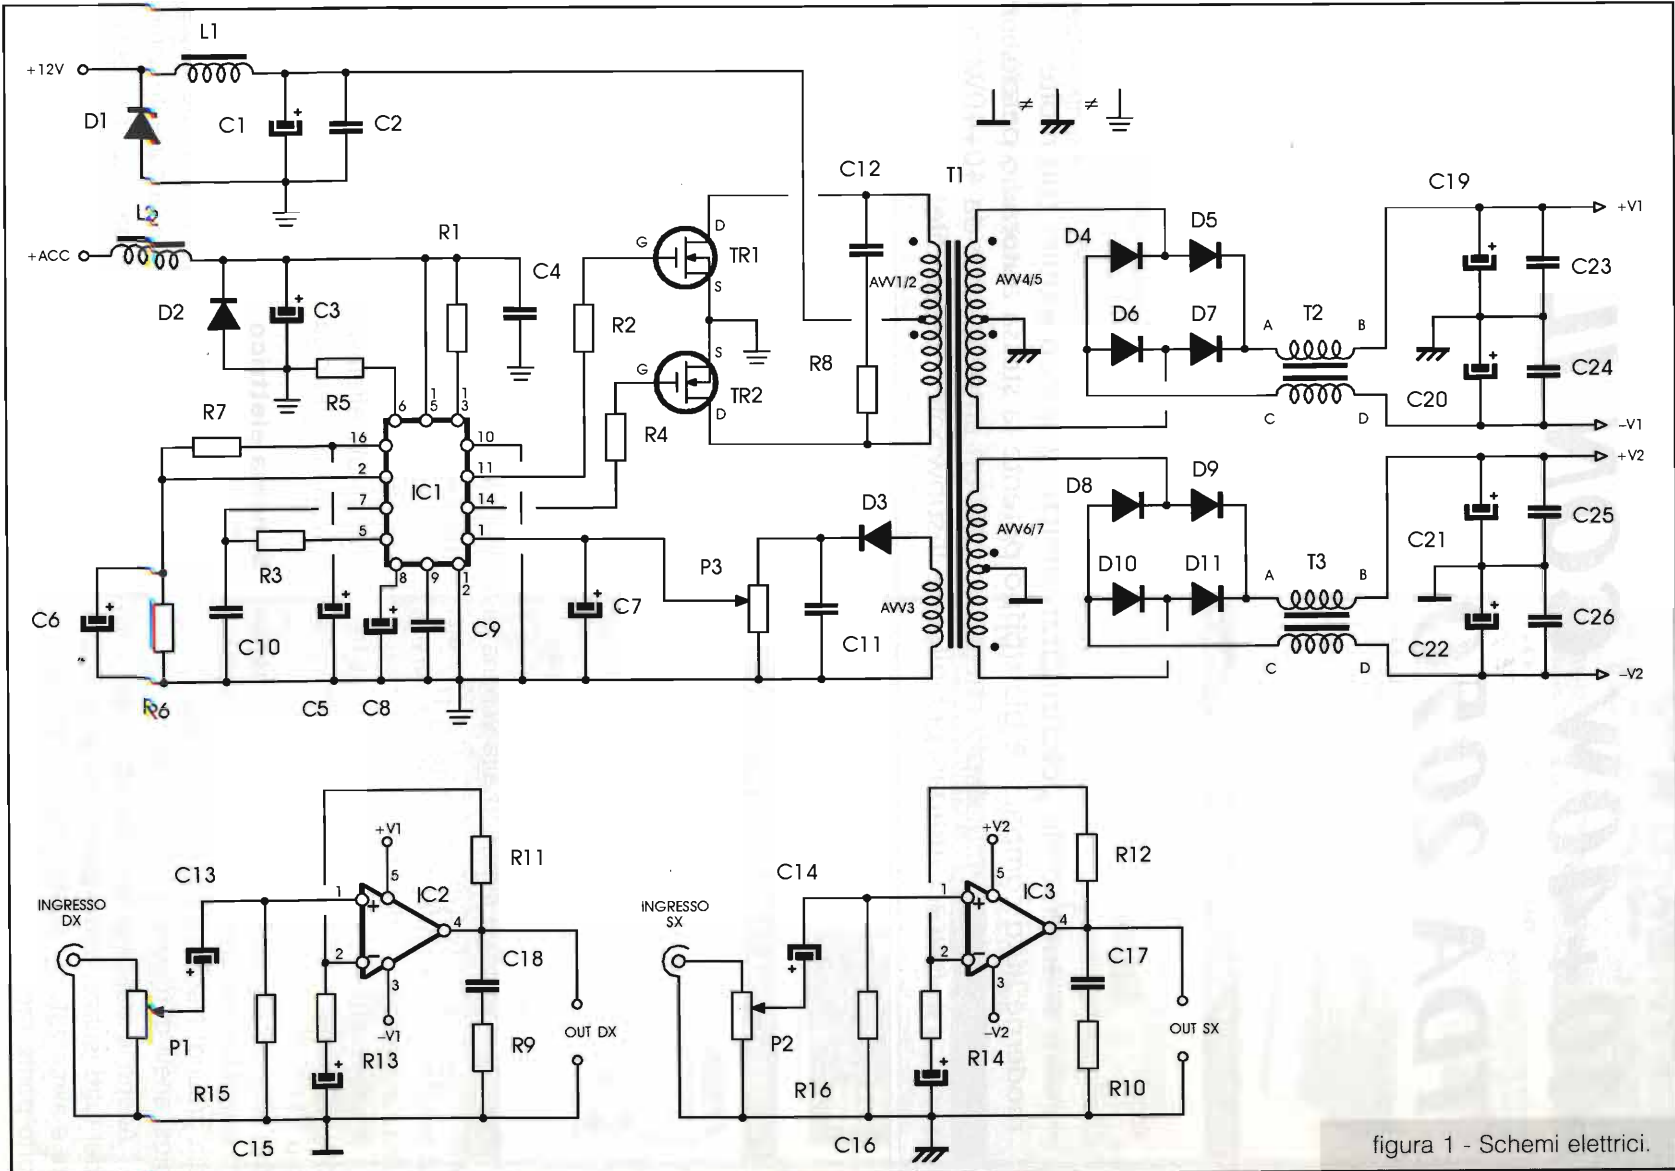 L1
+12V
D1
C1
+
C2
≠ ≠
L2
+ACC
D2
C3
+
R1
C4
R2
R5
R7
R4
G
D
S
TR1
S
G
D
TR2
C12
T1
AVV1/2
AVV4/5
R8
D4
D5
D6
D7
A
T2
B
C
D
C19
+
+V1
C23
+
C20
C24
–V1
6
1
5
1
3
16
10
2
11
IC1
7
14
5
1
8
9
1
2
R3
C6
+
R6
C10
C5
+
C8
+
C9
C7
+
P3
C11
D3
AVV3
AVV6/7
D8
D9
D10
D11
A
T3
B
C
D
+V2
+
C21
C25
+
C22
C26
–V2
INGRESSO
DX
C13
+
P1
R15
C15
1
+
2
–
+V1
5
IC2
4
3
–V1
R11
C18
R13
+
R9
OUT DX
INGRESSO
SX
C14
+
P2
R16
C16
1
+
2
–
+V2
5
IC3
4
3
–V2
R12
C17
R14
+
R10
OUT SX
figura 1 - Schemi elettrici.